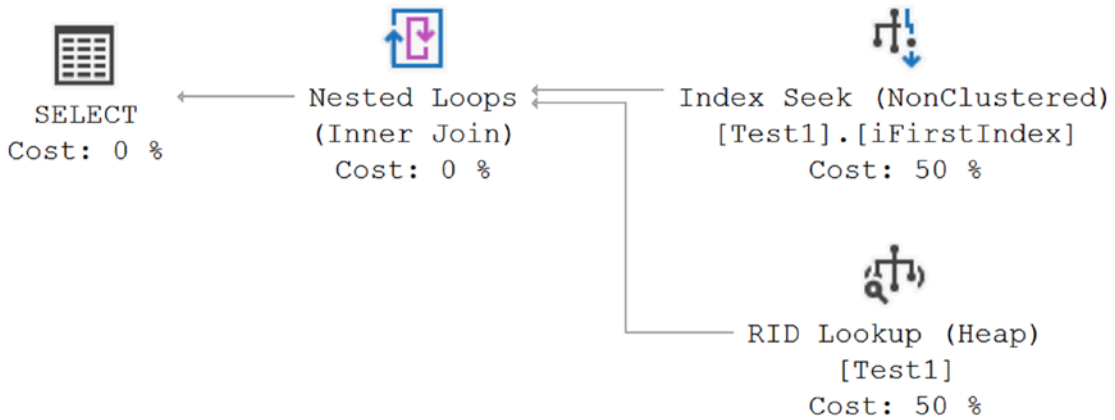 SELECT
Cost: 0 %
Nested Loops
(Inner Join)
Cost: 0 %
Index Seek (NonClustered)
[Test1].[iFirstIndex]
Cost: 50 %
RID Lookup (Heap)
[Test1]
Cost: 50 %